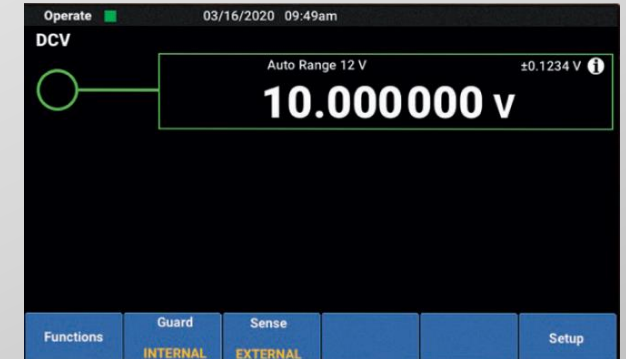 Operate 03/16/2020 09:49am
DCV
Auto Range 12 V ±0.1234 V i
10.000000 V
Functions Guard Sense Setup
INTERNAL EXTERNAL